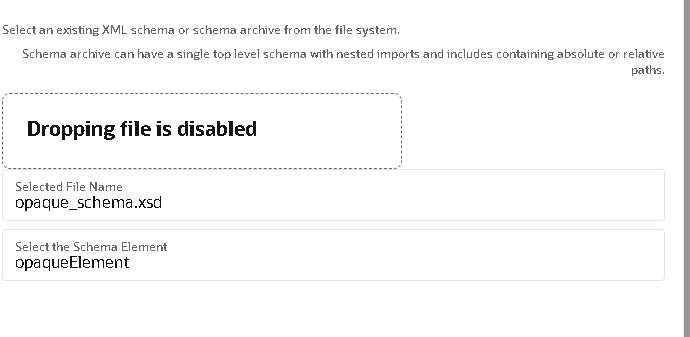 Select an existing XML schema or schema archive from the file system.
Schema archive can have a single top level schema with nested imports and includes containing absolute or relative
paths.
Dropping file is disabled
Selected File Name
opaque_schema.xsd
Select the Schema Element
opaqueElement